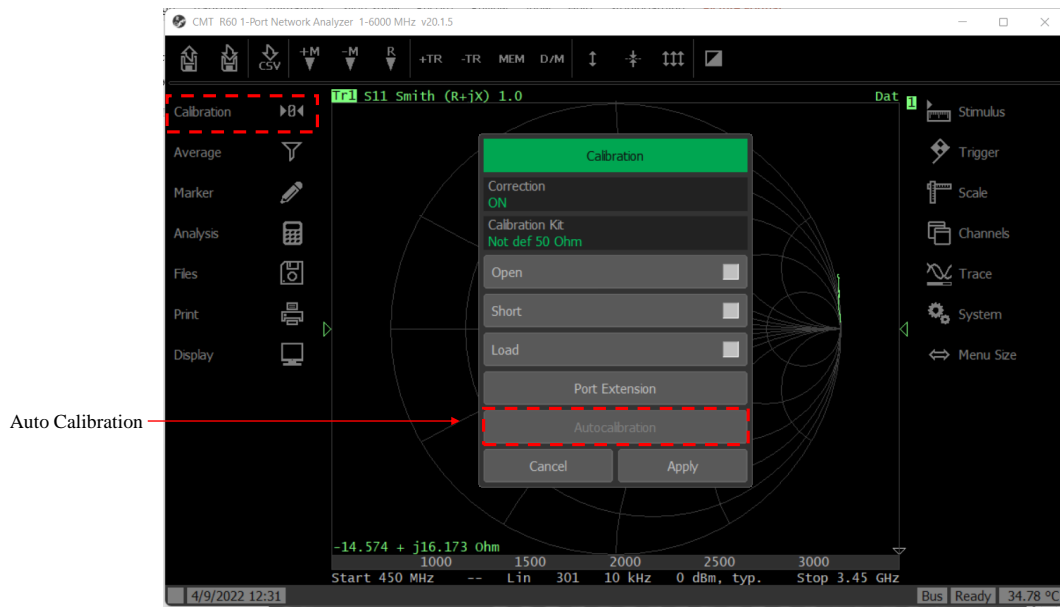 CMT R60 1-Port Network Analyzer 1-6000 MHz v20.1.5
CSV +M -M R +TR -TR MEM D/M
Tr1 S11 Smith (R+jX) 1.0 Dat 1
Calibration
Average
Marker
Analysis
Files
Print
Display
Calibration
Correction
ON
Calibration Kit
Not def 50 Ohm
Open
Short
Load
Port Extension
Autocalibration
Cancel Apply
Stimulus
Trigger
Scale
Channels
Trace
System
Menu Size
Auto Calibration
-14.574 + j16.173 Ohm
1000 1500 2000 2500 3000
Start 450 MHz -- Lin 301 10 kHz 0 dBm, typ. Stop 3.45 GHz
4/9/2022 12:31 Bus Ready 34.78 °C